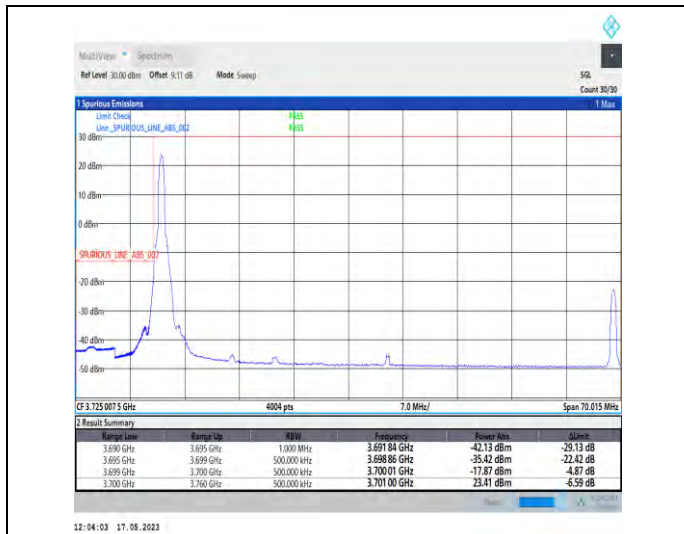 MultiView Spectrum
Ref Level 30.00 dBm Offset 9.11 dB Mode Sweep SGL
Count 30/30
1 Spurious Emissions 1 Max
Limit Check PASS
Line _SPURIOUS_LINE_ABS_002 PASS
30 dBm
20 dBm
10 dBm
0 dBm
SPURIOUS_LINE_ABS_002
-20 dBm
-30 dBm
-40 dBm
-50 dBm
CF 3.725 007 5 GHz 4004 pts 7.0 MHz/ Span 70.015 MHz
2 Result Summary
Range Low Range Up RBW Frequency Power Abs ΔLimit
3.690 GHz 3.695 GHz 1.000 MHz 3.691 84 GHz -42.13 dBm -29.13 dB
3.695 GHz 3.699 GHz 500.000 kHz 3.698 86 GHz -35.42 dBm -22.42 dB
3.699 GHz 3.700 GHz 500.000 kHz 3.700 01 GHz -17.87 dBm -4.87 dB
3.700 GHz 3.760 GHz 500.000 kHz 3.701 00 GHz 23.41 dBm -6.59 dB
12:04:03 17.05.2023